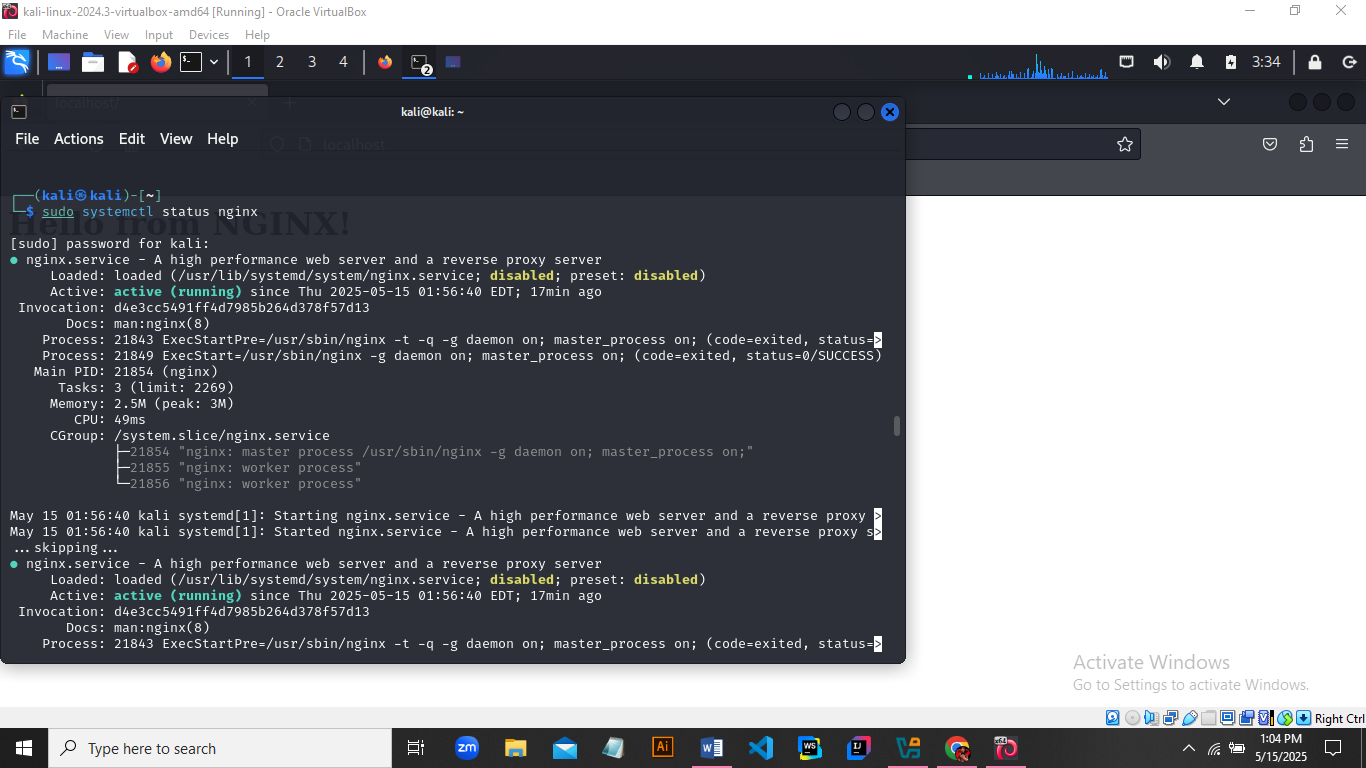 kali-linux-2024.3-virtualbox-amd64 [Running] - Oracle VirtualBox
File Machine View Input Devices Help
1 2 3 4 2 3:34
localhost/
kali@kali: ~
File Actions Edit View Help
localhost
Hello from NGINX!
┌──(kali㉿kali)-[~]
└─$ sudo systemctl status nginx
[sudo] password for kali:
● nginx.service - A high performance web server and a reverse proxy server
Loaded: loaded (/usr/lib/systemd/system/nginx.service; disabled; preset: disabled)
Active: active (running) since Thu 2025-05-15 01:56:40 EDT; 17min ago
Invocation: d4e3cc5491ff4d7985b264d378f57d13
Docs: man:nginx(8)
Process: 21843 ExecStartPre=/usr/sbin/nginx -t -q -g daemon on; master_process on; (code=exited, status=>
Process: 21849 ExecStart=/usr/sbin/nginx -g daemon on; master_process on; (code=exited, status=0/SUCCESS)
Main PID: 21854 (nginx)
Tasks: 3 (limit: 2269)
Memory: 2.5M (peak: 3M)
CPU: 49ms
CGroup: /system.slice/nginx.service
├─21854 "nginx: master process /usr/sbin/nginx -g daemon on; master_process on;"
├─21855 "nginx: worker process"
└─21856 "nginx: worker process"
May 15 01:56:40 kali systemd[1]: Starting nginx.service - A high performance web server and a reverse proxy >
May 15 01:56:40 kali systemd[1]: Started nginx.service - A high performance web server and a reverse proxy s>
...skipping...
● nginx.service - A high performance web server and a reverse proxy server
Loaded: loaded (/usr/lib/systemd/system/nginx.service; disabled; preset: disabled)
Active: active (running) since Thu 2025-05-15 01:56:40 EDT; 17min ago
Invocation: d4e3cc5491ff4d7985b264d378f57d13
Docs: man:nginx(8)
Process: 21843 ExecStartPre=/usr/sbin/nginx -t -q -g daemon on; master_process on; (code=exited, status=>
Activate Windows
Go to Settings to activate Windows.
Right Ctrl
Type here to search
zm
Ai
W
WS
IJ
x64
1:04 PM
5/15/2025